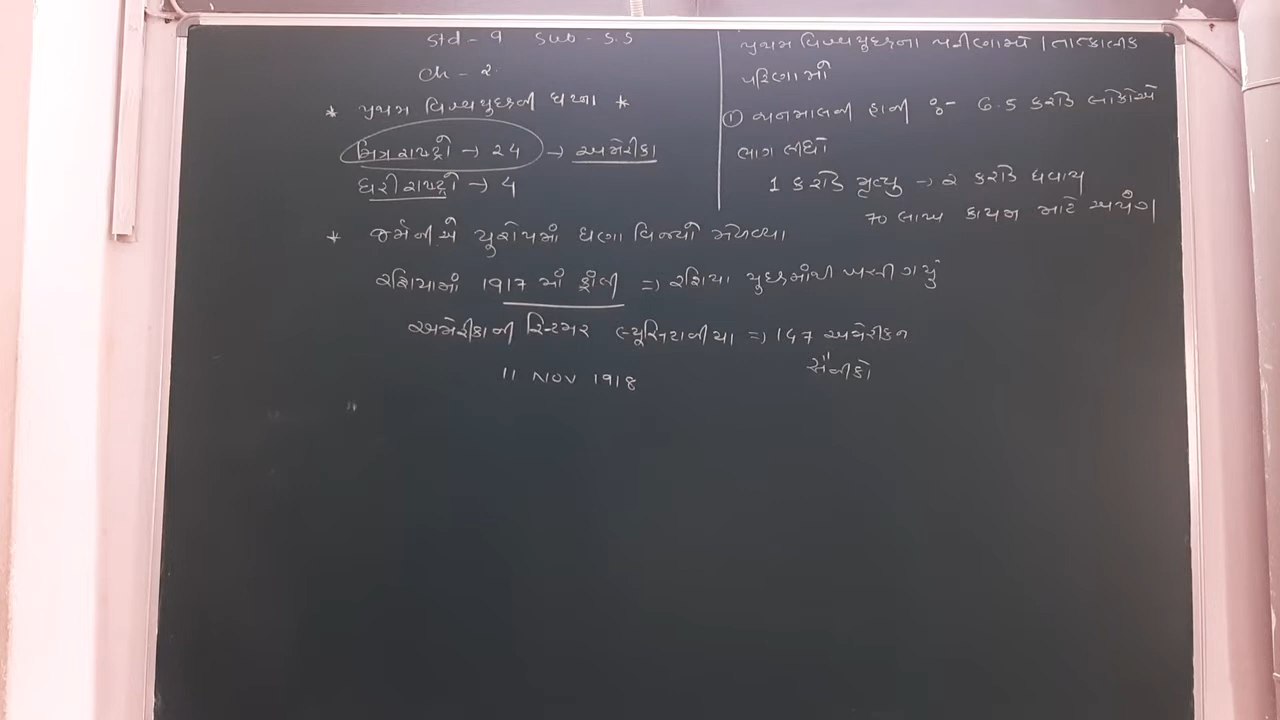 Std - 9 Sub - S.S
Ch - 2.
* પ્રથમ વિશ્વયુદ્ધની ઘટના *
મિત્ર રાષ્ટ્રો → 24 → અમેરીકા
ધરી રાષ્ટ્રો → 4
* જર્મનીએ યુરોપમાં ઘણા વિજયો મેળવ્યા
રશિયામાં 1917 માં ક્રાંતિ => રશિયા યુદ્ધમાંથી ખસી ગયું
અમેરીકાની સ્ટિમર લ્યુસિટાનીયા => 147 અમેરીકન
સૈનીકો
11 NOV 1918
પ્રથમ વિશ્વયુદ્ધના પરીણામો । તાત્કાલીક
પરિણામો
① જાનમાલની હાની :- 6.5 કરોડ લોકોએ
ભાગ લીધો
1 કરોડ મૃત્યુ → 2 કરોડ ઘવાયા
70 લાખ કાયમ માટે અપંગ